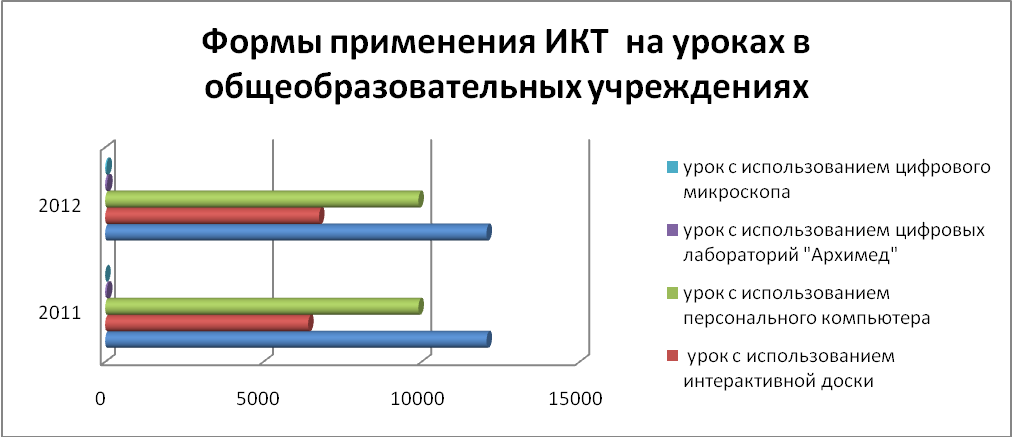 Формы применения ИКТ на уроках в
общеобразовательных учреждениях
2012
2011
0
5000
10000
15000
урок с использованием цифрового
микроскопа
урок с использованием цифровых
лабораторий "Архимед"
урок с использованием
персонального компьютера
урок с использованием
интерактивной доски